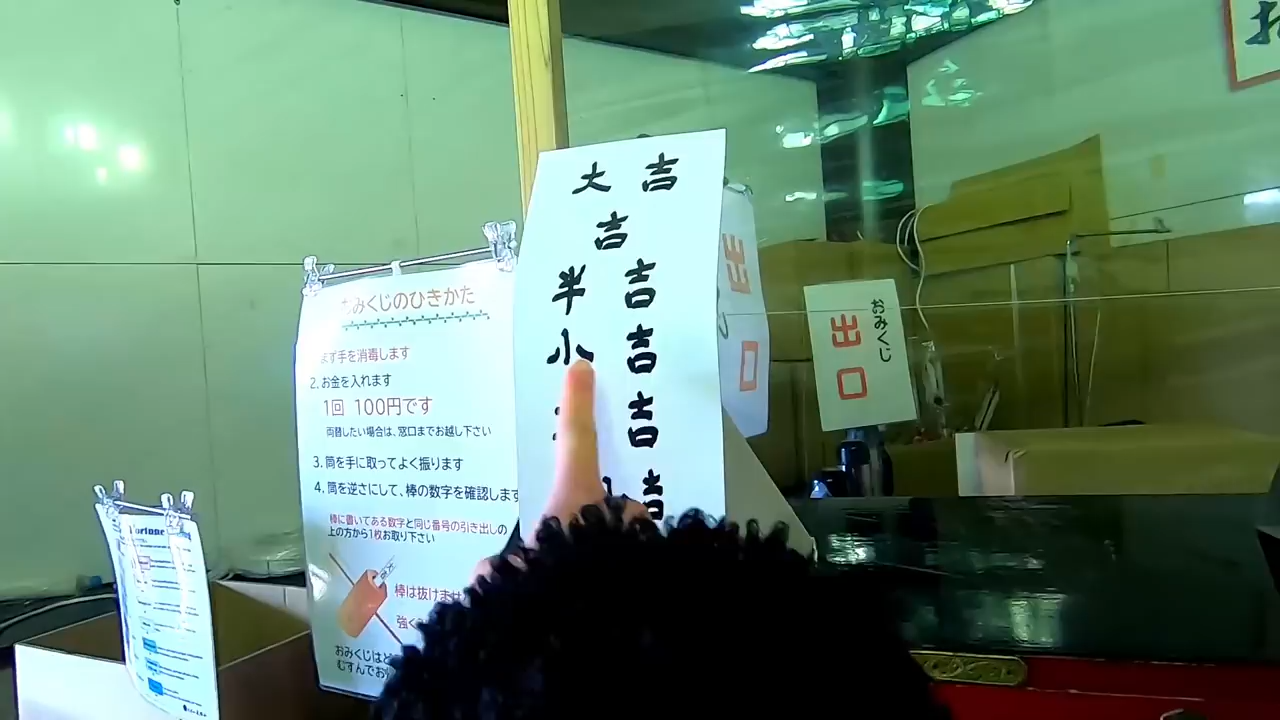 大吉
吉
半吉
小吉
吉
吉
みくじのひきかた
まず手を消毒します
2. お金を入れます
1回 100円です
両替したい場合は、窓口までお越し下さい
3. 筒を手に取ってよく振ります
4. 筒を逆さにして、棒の数字を確認します
棒に書いてある数字と同じ番号の引き出しの
上の方から1枚お取り下さい
棒は抜けませ
強く
おみくじはど
むすんでお
出口
おみくじ
出口